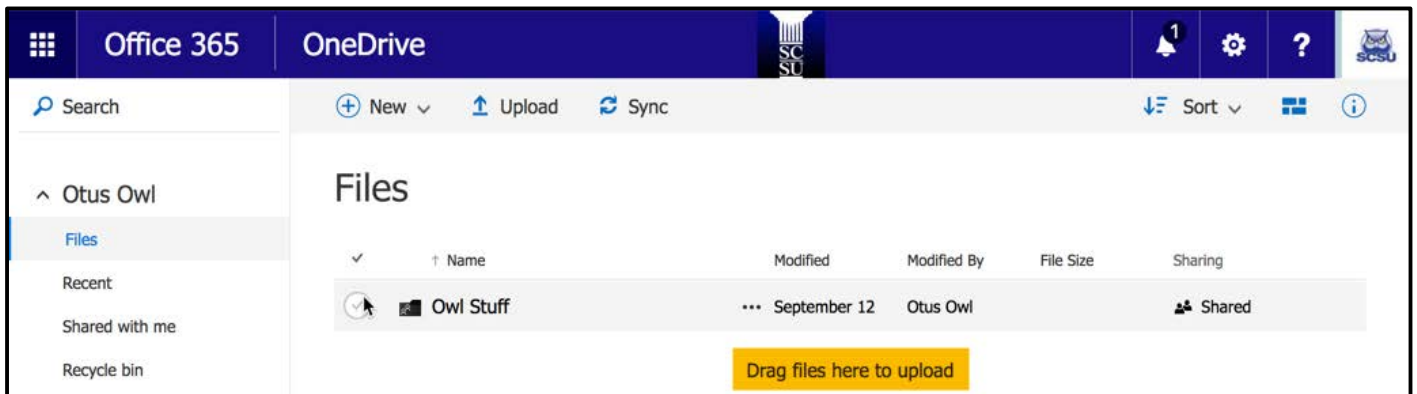 Office 365
OneDrive
SC
SU
1
?
SCSU
Search
New
Upload
Sync
Sort
Otus Owl
Files
Recent
Shared with me
Recycle bin
Files
Name Modified Modified By File Size Sharing
Owl Stuff ... September 12 Otus Owl Shared
Drag files here to upload